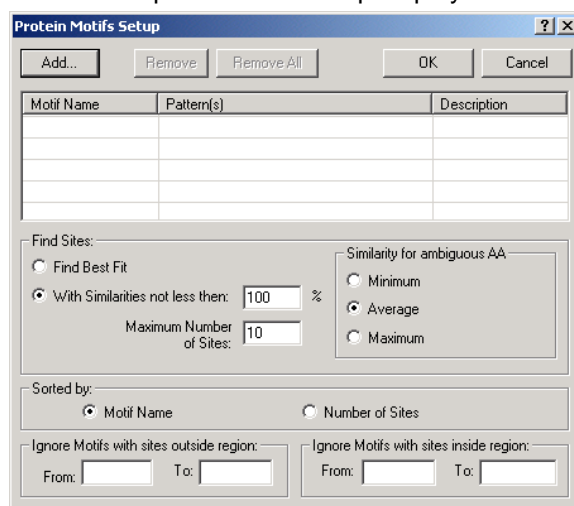 Protein Motifs Setup
Add... Remove Remove All OK Cancel
Motif Name Pattern(s) Description
Find Sites:
Find Best Fit
With Similarities not less then: 100 %
Maximum Number
of Sites: 10
Similarity for ambiguous AA
Minimum
Average
Maximum
Sorted by:
Motif Name Number of Sites
Ignore Motifs with sites outside region:
From: To:
Ignore Motifs with sites inside region:
From: To: